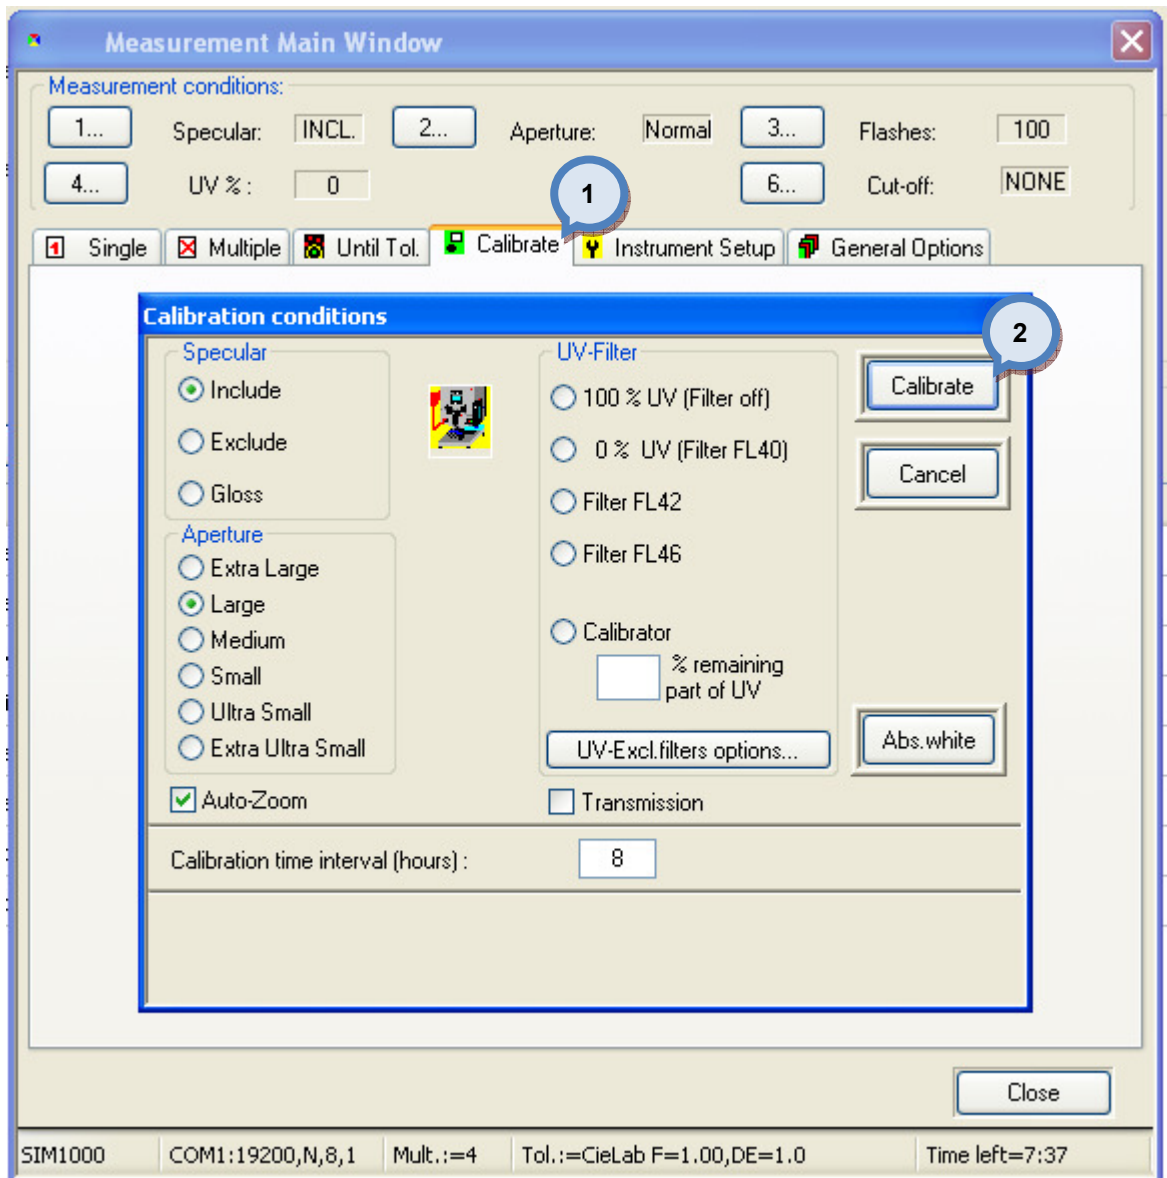 Measurement Main Window
Measurement conditions:
1... Specular: INCL. 2... Aperture: Normal 3... Flashes: 100
4... UV % : 0 6... Cut-off: NONE
1
1 Single Multiple Until Tol. Calibrate Instrument Setup General Options
Calibration conditions
2
Specular
Include
Exclude
Gloss
Aperture
Extra Large
Large
Medium
Small
Ultra Small
Extra Ultra Small
Auto-Zoom
UV-Filter
100 % UV (Filter off)
0 % UV (Filter FL40)
Filter FL42
Filter FL46
Calibrator
% remaining
part of UV
UV-Excl.filters options...
Transmission
Calibrate
Cancel
Abs.white
Calibration time interval (hours) : 8
Close
SIM1000 COM1:19200,N,8,1 Mult.:=4 Tol.:=CieLab F=1.00,DE=1.0 Time left=7:37